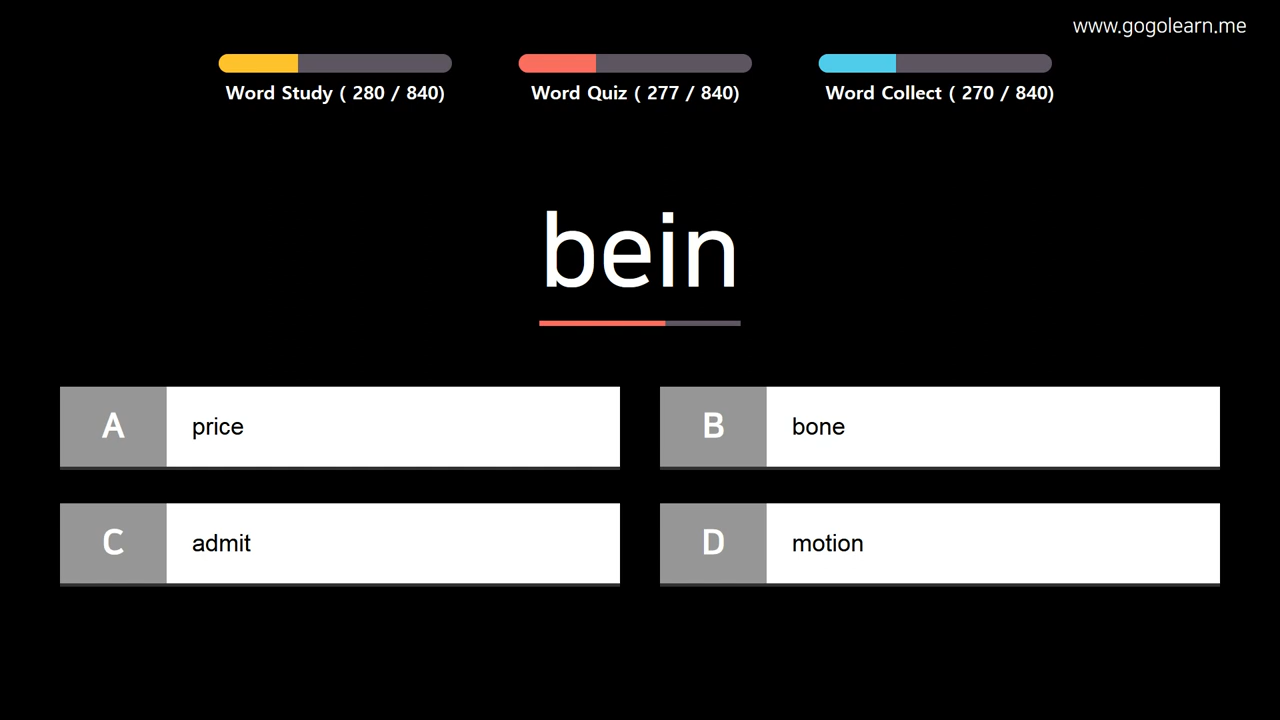 www.gogolearn.me
Word Study ( 280 / 840)
Word Quiz ( 277 / 840)
Word Collect ( 270 / 840)
bein
A price
B bone
C admit
D motion